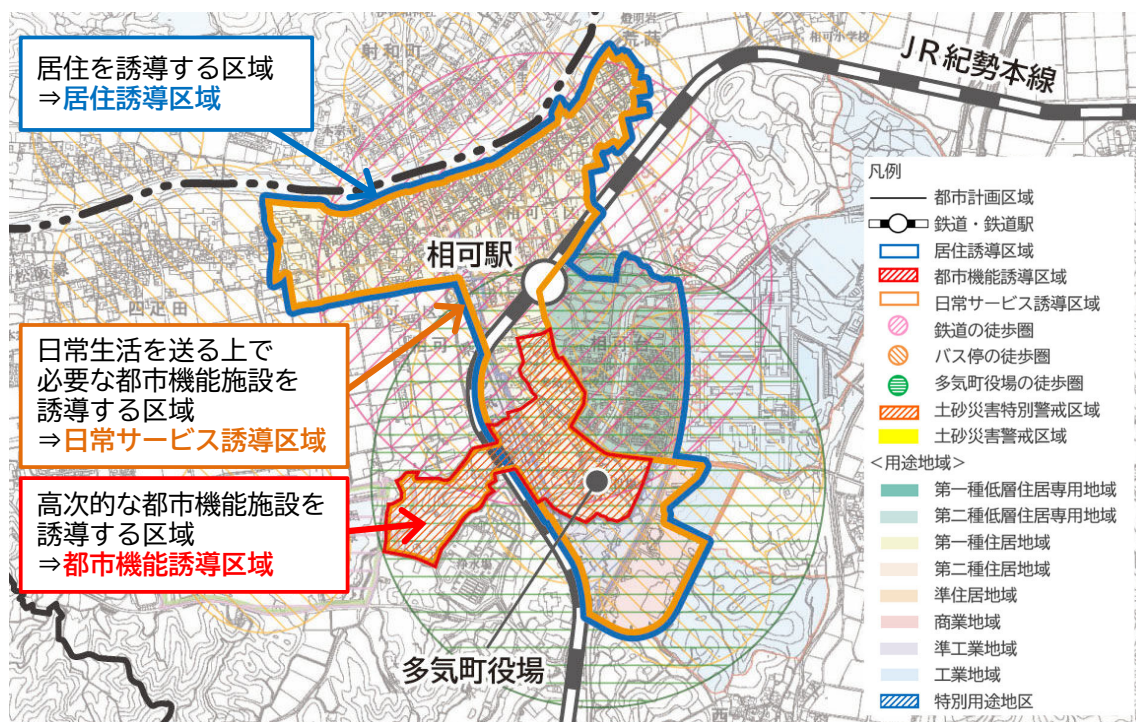 居住を誘導する区域
⇒居住誘導区域
日常生活を送る上で
必要な都市機能施設を
誘導する区域
⇒日常サービス誘導区域
高次的な都市機能施設を
誘導する区域
⇒都市機能誘導区域
射和町
荒蒔
相可小学校
JR紀勢本線
相可駅
四疋田
相可台
浄水場
多気町役場
凡例
都市計画区域
鉄道・鉄道駅
居住誘導区域
都市機能誘導区域
日常サービス誘導区域
鉄道の徒歩圏
バス停の徒歩圏
多気町役場の徒歩圏
土砂災害特別警戒区域
土砂災害警戒区域
<用途地域>
第一種低層住居専用地域
第二種低層住居専用地域
第一種住居地域
第二種住居地域
準住居地域
商業地域
準工業地域
工業地域
特別用途地区